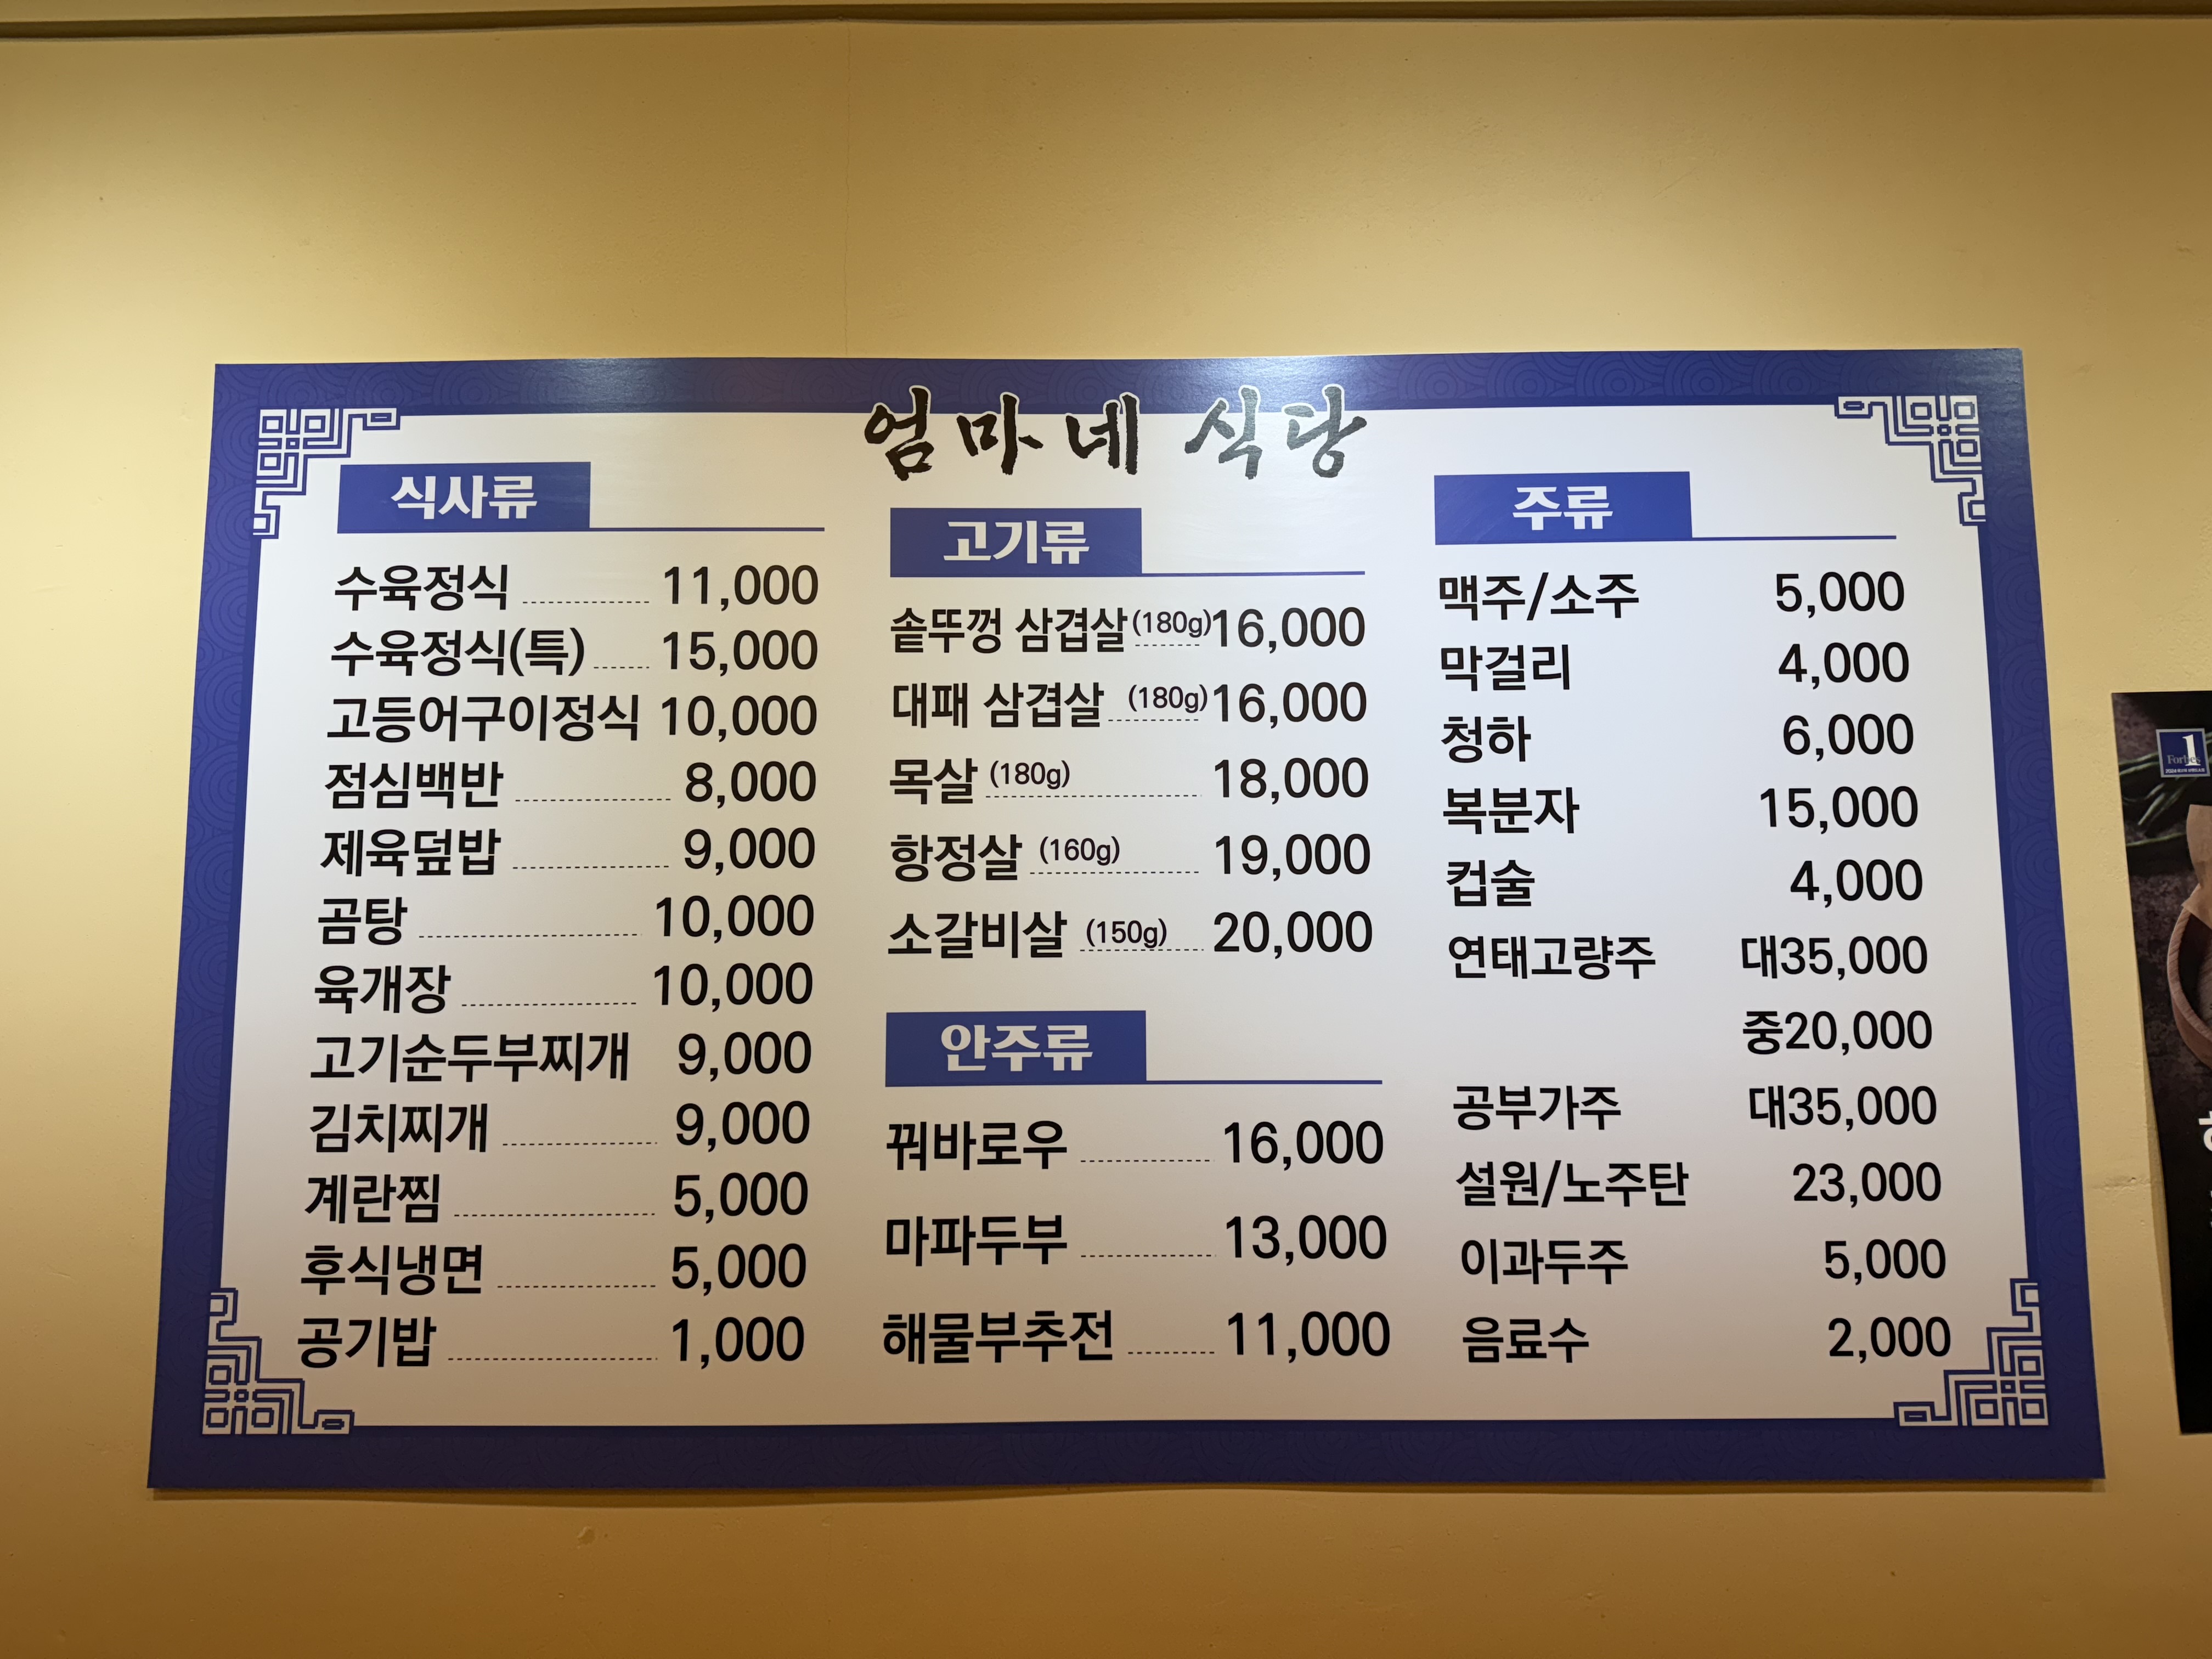 엄마네 식당
식사류
수육정식 11,000
수육정식(특) 15,000
고등어구이정식 10,000
점심백반 8,000
제육덮밥 9,000
곰탕 10,000
육개장 10,000
고기순두부찌개 9,000
김치찌개 9,000
계란찜 5,000
후식냉면 5,000
공기밥 1,000
고기류
솥뚜껑 삼겹살(180g) 16,000
대패 삼겹살 (180g) 16,000
목살 (180g) 18,000
항정살 (160g) 19,000
소갈비살 (150g) 20,000
안주류
꿔바로우 16,000
마파두부 13,000
해물부추전 11,000
주류
맥주/소주 5,000
막걸리 4,000
청하 6,000
복분자 15,000
컵술 4,000
연태고량주 대35,000
중20,000
공부가주 대35,000
설원/노주탄 23,000
이과두주 5,000
음료수 2,000
1
Forbes